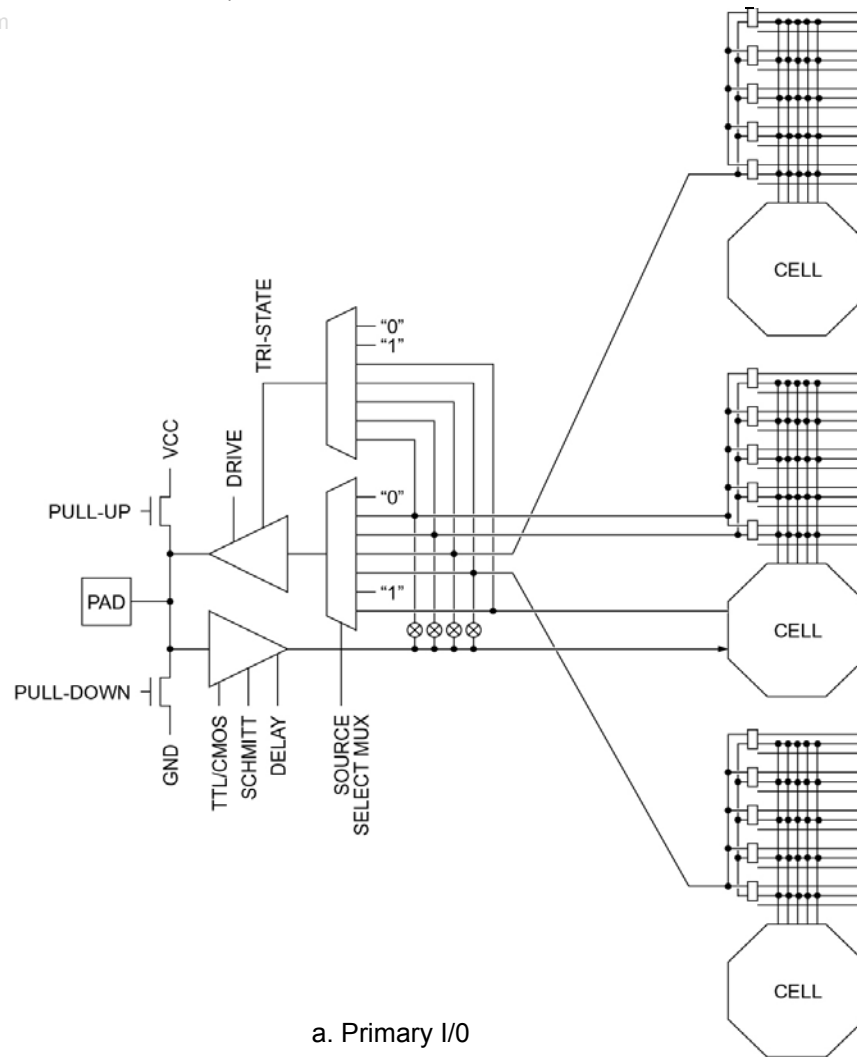 m
CELL
"0"
"1"
TRI-STATE
VCC
DRIVE
PULL-UP
"0"
PAD
"1"
CELL
PULL-DOWN
GND
TTL/CMOS
SCHMITT
DELAY
SOURCE
SELECT MUX
CELL
a. Primary I/0